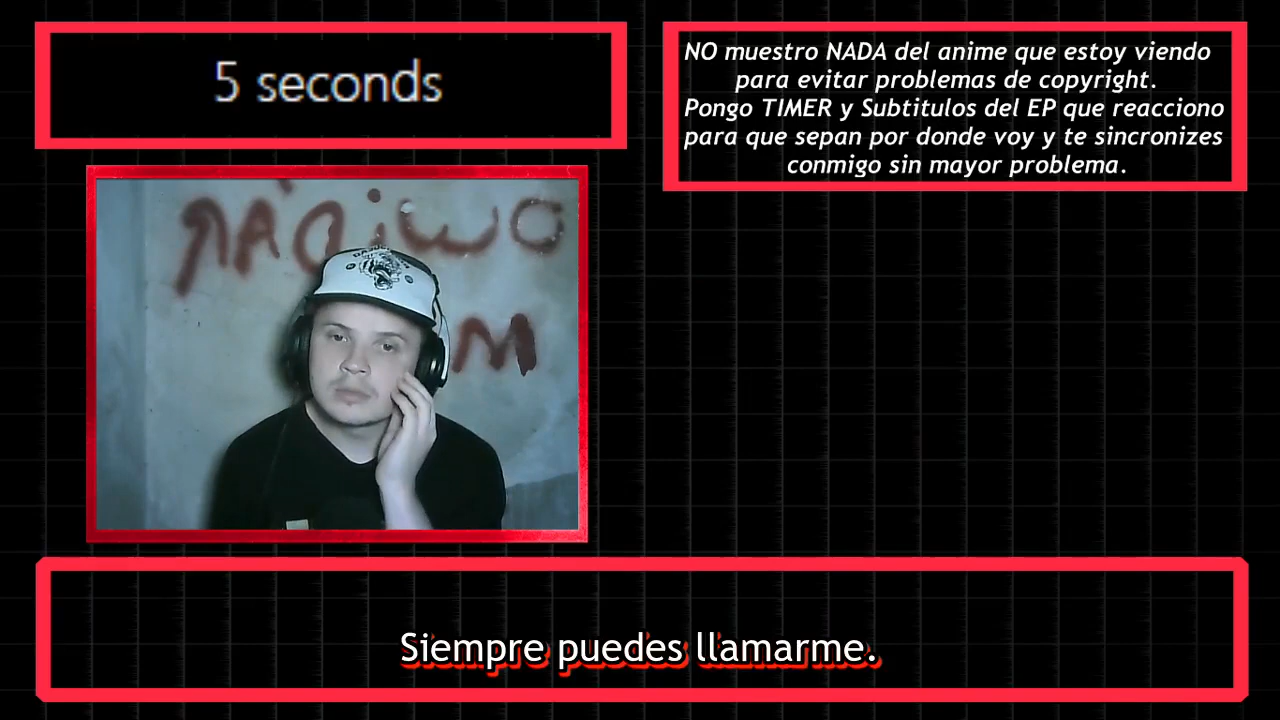 5 seconds
NO muestro NADA del anime que estoy viendo
para evitar problemas de copyright.
Pongo TIMER y Subtitulos del EP que reacciono
para que sepan por donde voy y te sincronizes
conmigo sin mayor problema.
Siempre puedes llamarme.